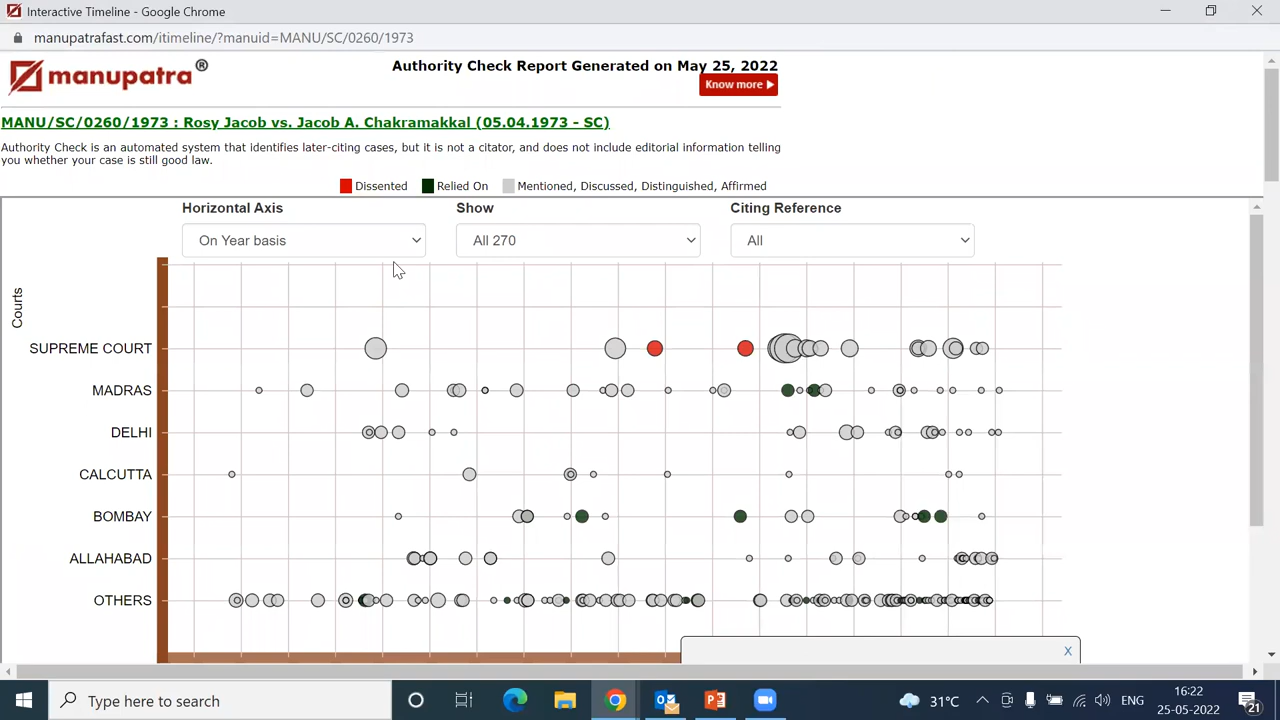 Interactive Timeline - Google Chrome
manupatrafast.com/itimeline/?manuid=MANU/SC/0260/1973
manupatra®
Authority Check Report Generated on May 25, 2022
Know more
MANU/SC/0260/1973 : Rosy Jacob vs. Jacob A. Chakramakkal (05.04.1973 - SC)
Authority Check is an automated system that identifies later-citing cases, but it is not a citator, and does not include editorial information telling
you whether your case is still good law.
Dissented Relied On Mentioned, Discussed, Distinguished, Affirmed
Horizontal Axis Show Citing Reference
On Year basis All 270 All
Courts
SUPREME COURT
MADRAS
DELHI
CALCUTTA
BOMBAY
ALLAHABAD
OTHERS
X
Type here to search
31°C ENG 16:22
25-05-2022 21